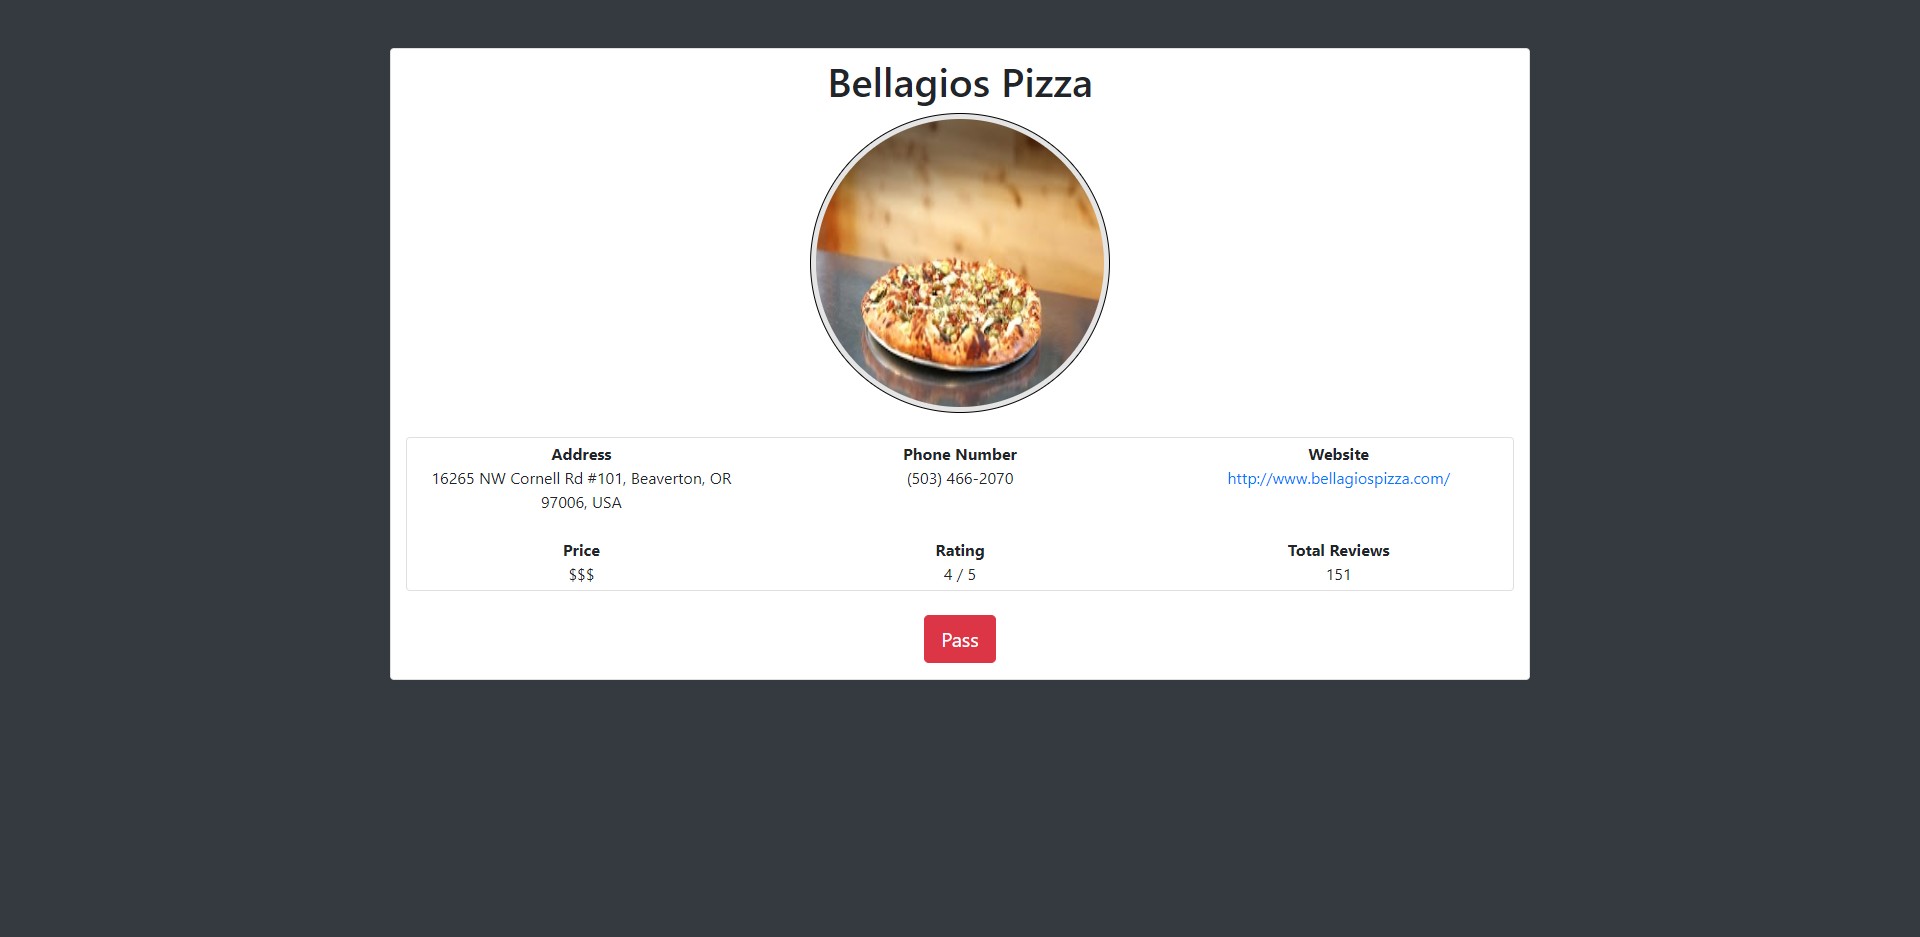 Bellagios Pizza
Address
16265 NW Cornell Rd #101, Beaverton, OR
97006, USA
Phone Number
(503) 466-2070
Website
http://www.bellagiospizza.com/
Price
$$$
Rating
4 / 5
Total Reviews
151
Pass